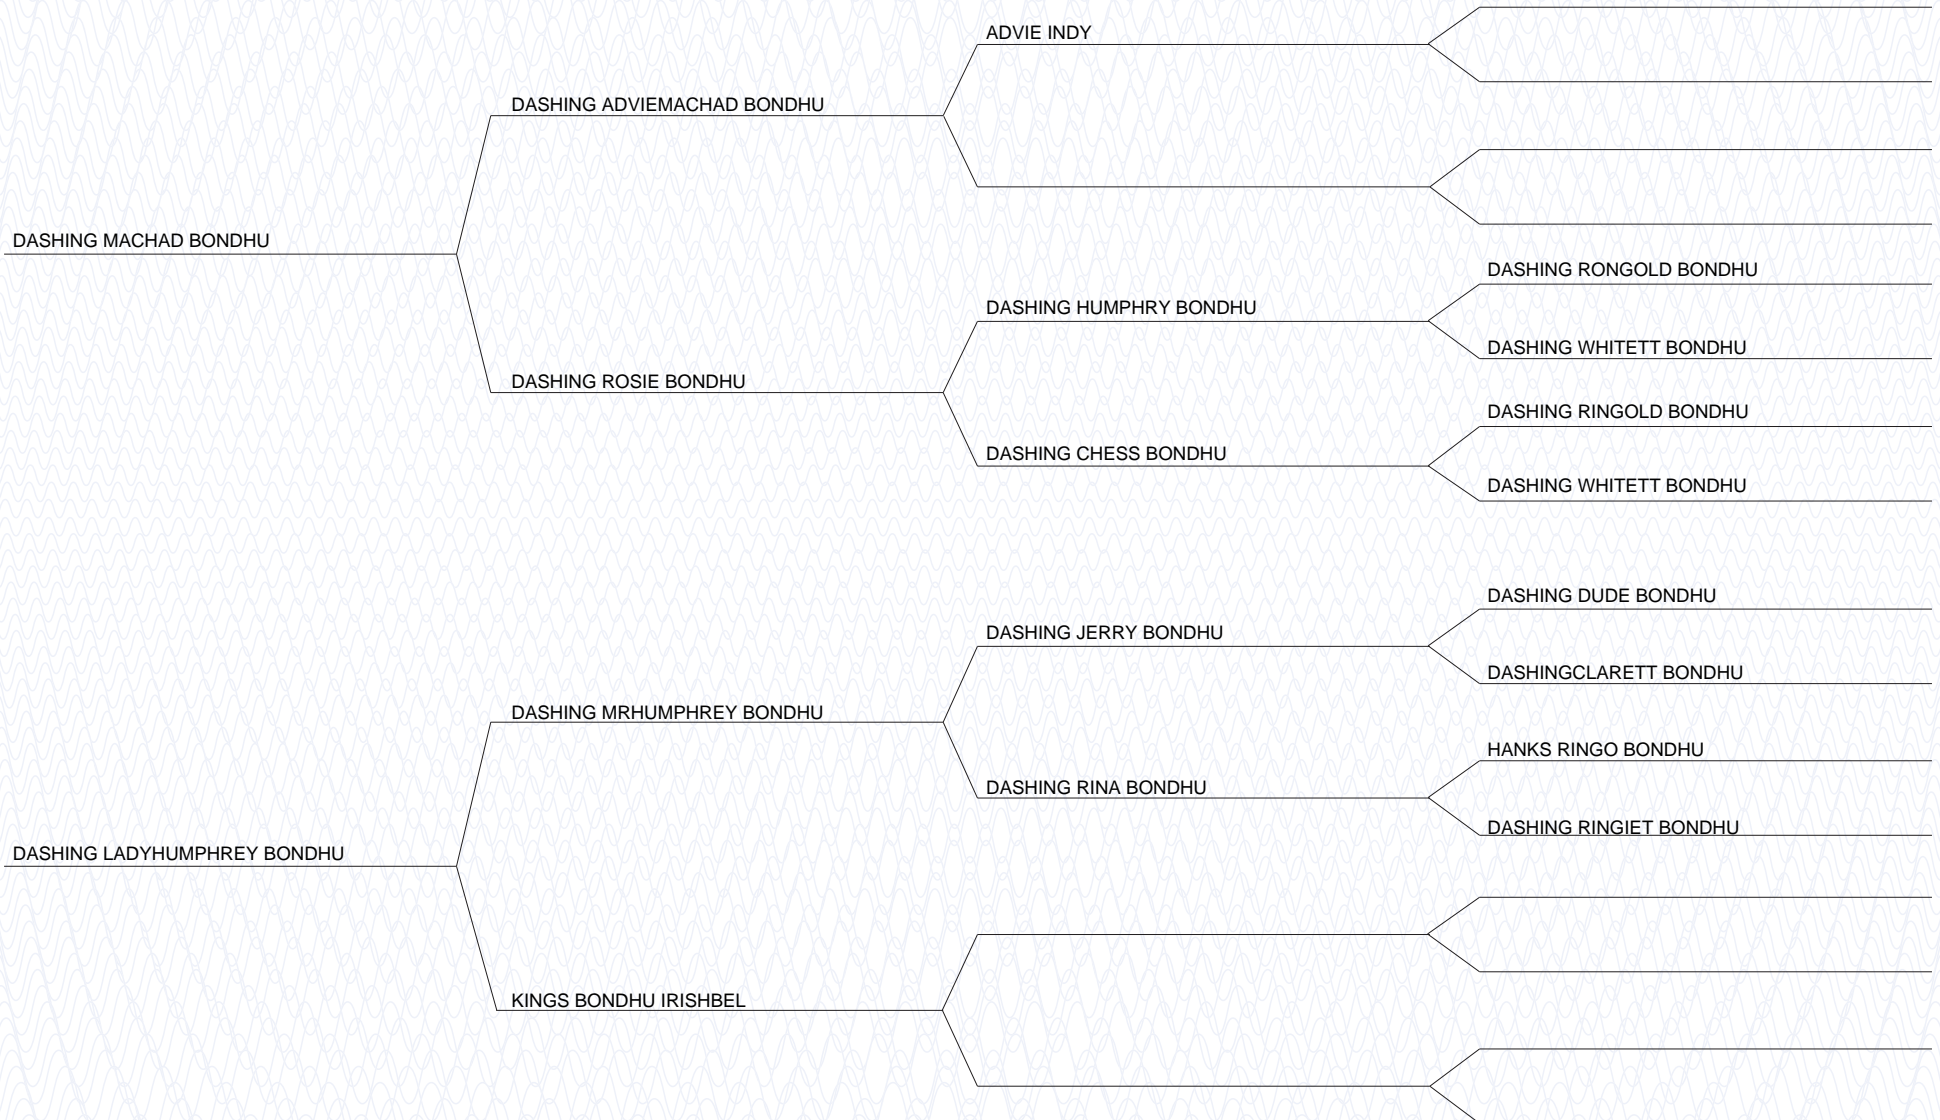 ADVIE INDY
DASHING ADVIEMACHAD BONDHU
DASHING MACHAD BONDHU
DASHING RONGOLD BONDHU
DASHING HUMPHRY BONDHU
DASHING WHITETT BONDHU
DASHING ROSIE BONDHU
DASHING RINGOLD BONDHU
DASHING CHESS BONDHU
DASHING WHITETT BONDHU
DASHING DUDE BONDHU
DASHING JERRY BONDHU
DASHINGCLARETT BONDHU
DASHING MRHUMPHREY BONDHU
HANKS RINGO BONDHU
DASHING RINA BONDHU
DASHING RINGIET BONDHU
DASHING LADYHUMPHREY BONDHU
KINGS BONDHU IRISHBEL